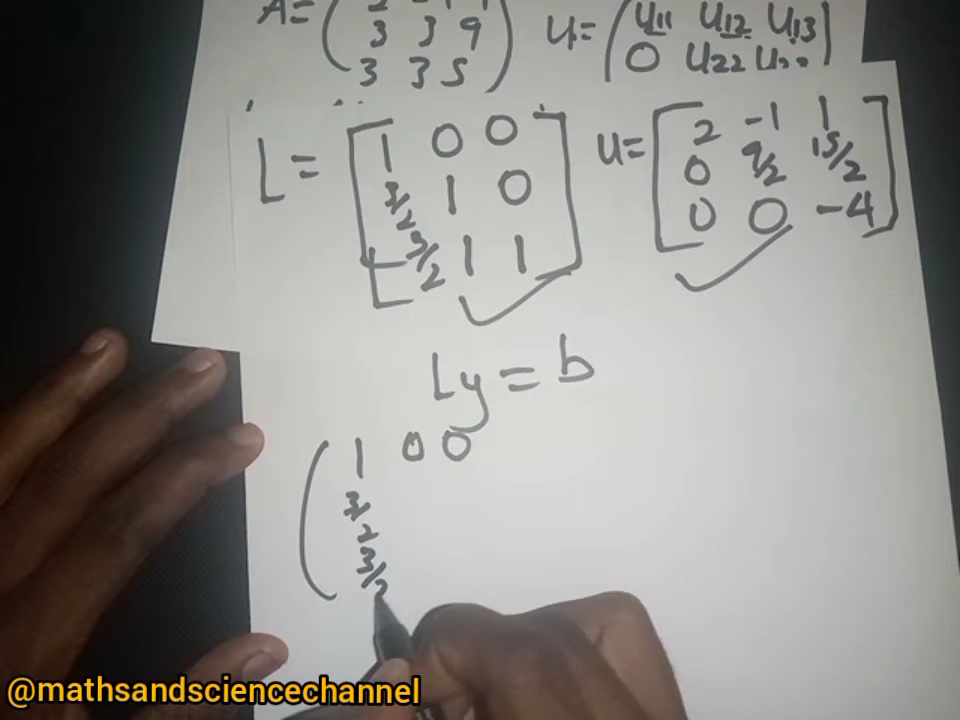 A= 3 3 9
3 3 5
U= U11 U12 U13
0 U22
L = 1 0 0
3/2 1 0
3/2 1 1
U= 2 -1 1
0 9/2 15/2
0 0 -4
Ly = b
1 0 0
3/2
3/2
@mathsandsciencechannel